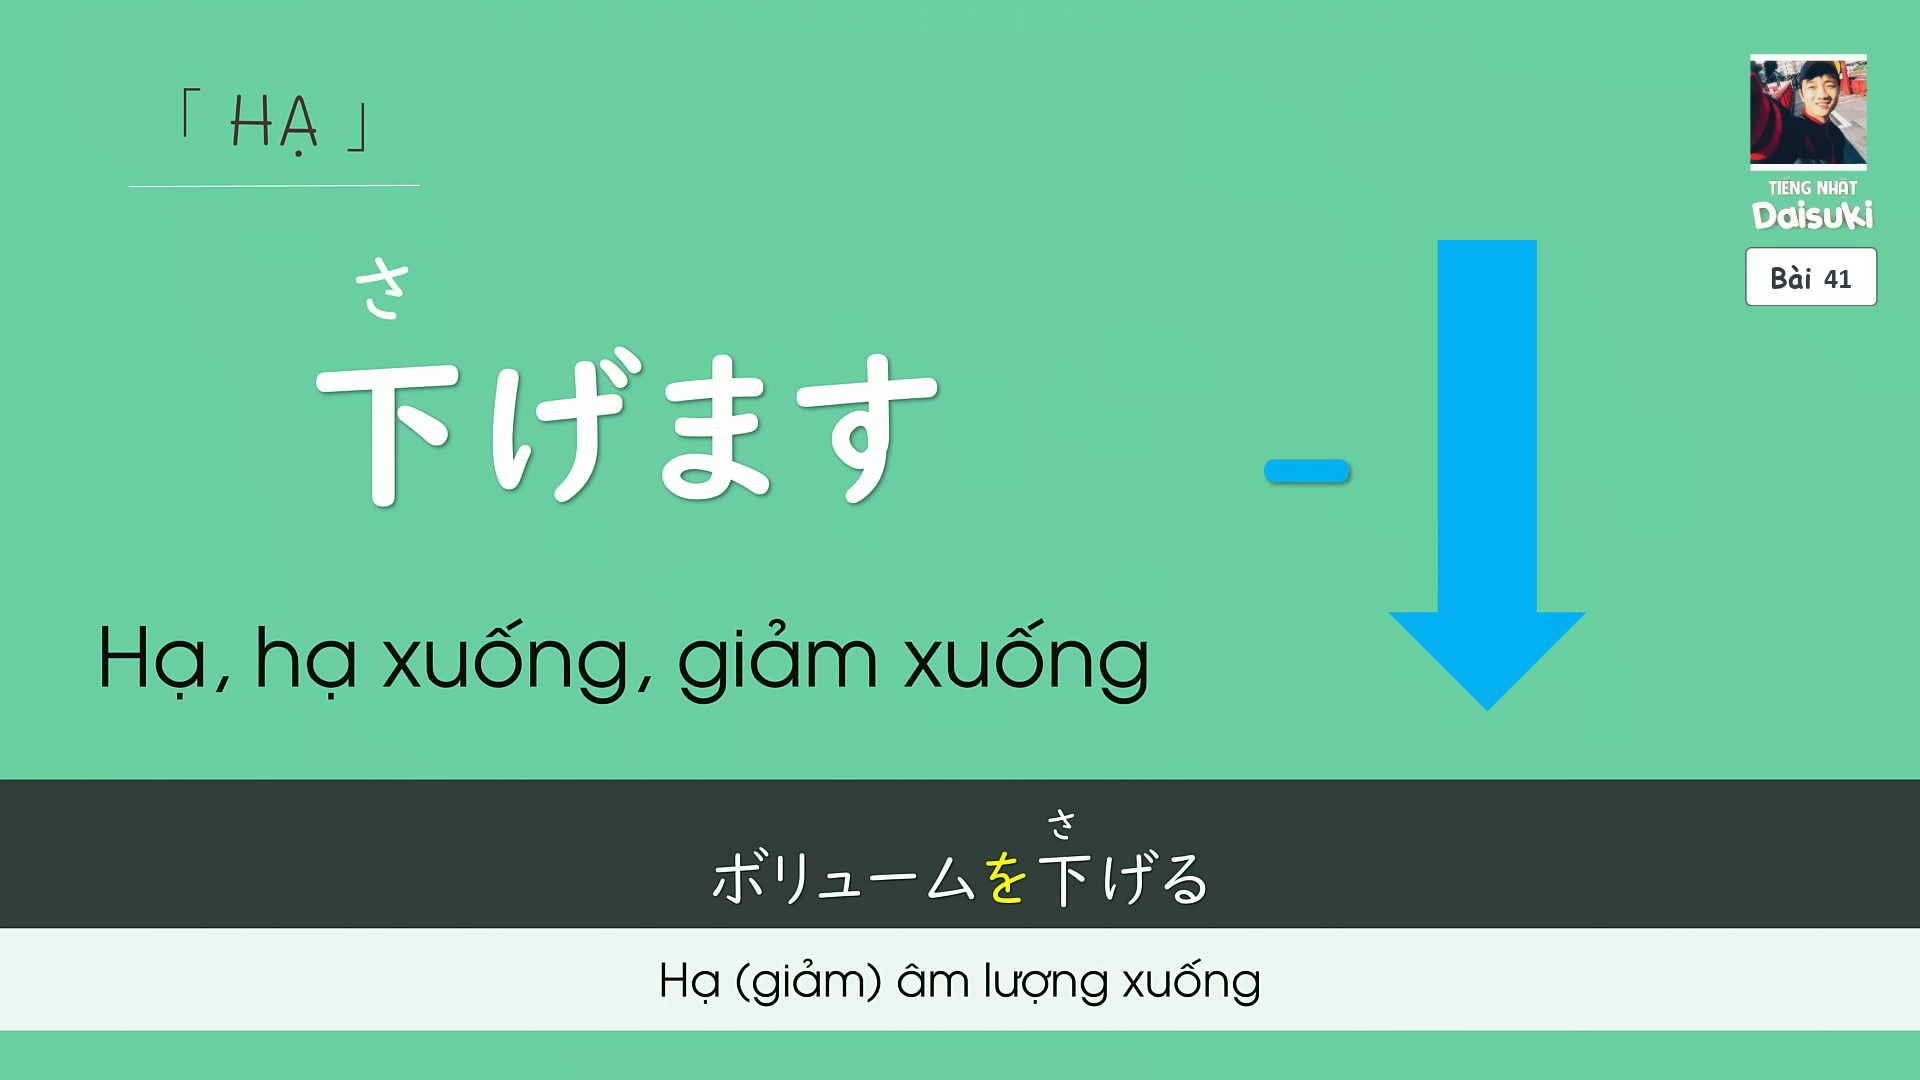 「 HẠ 」
TIẾNG NHẬT
Daisuki
Bài 41
さ
下げます
-
Hạ, hạ xuống, giảm xuống
さ
ボリュームを下げる
Hạ (giảm) âm lượng xuống